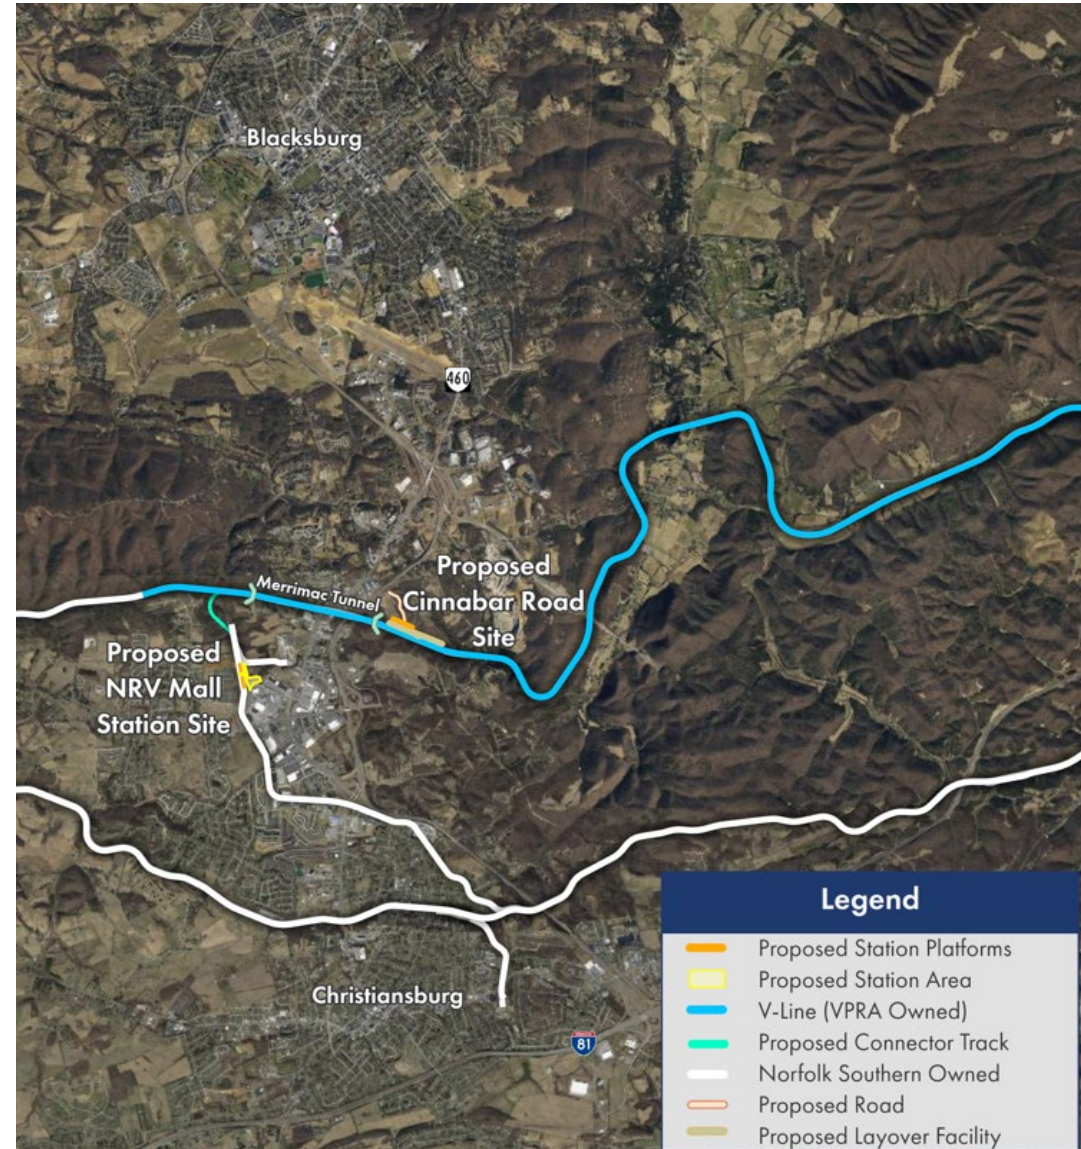 Blacksburg
460
Proposed
Cinnabar Road
Site
Merrimac Tunnel
Proposed
NRV Mall
Station Site
Christiansburg
81
Legend
Proposed Station Platforms
Proposed Station Area
V-Line (VPRA Owned)
Proposed Connector Track
Norfolk Southern Owned
Proposed Road
Proposed Layover Facility